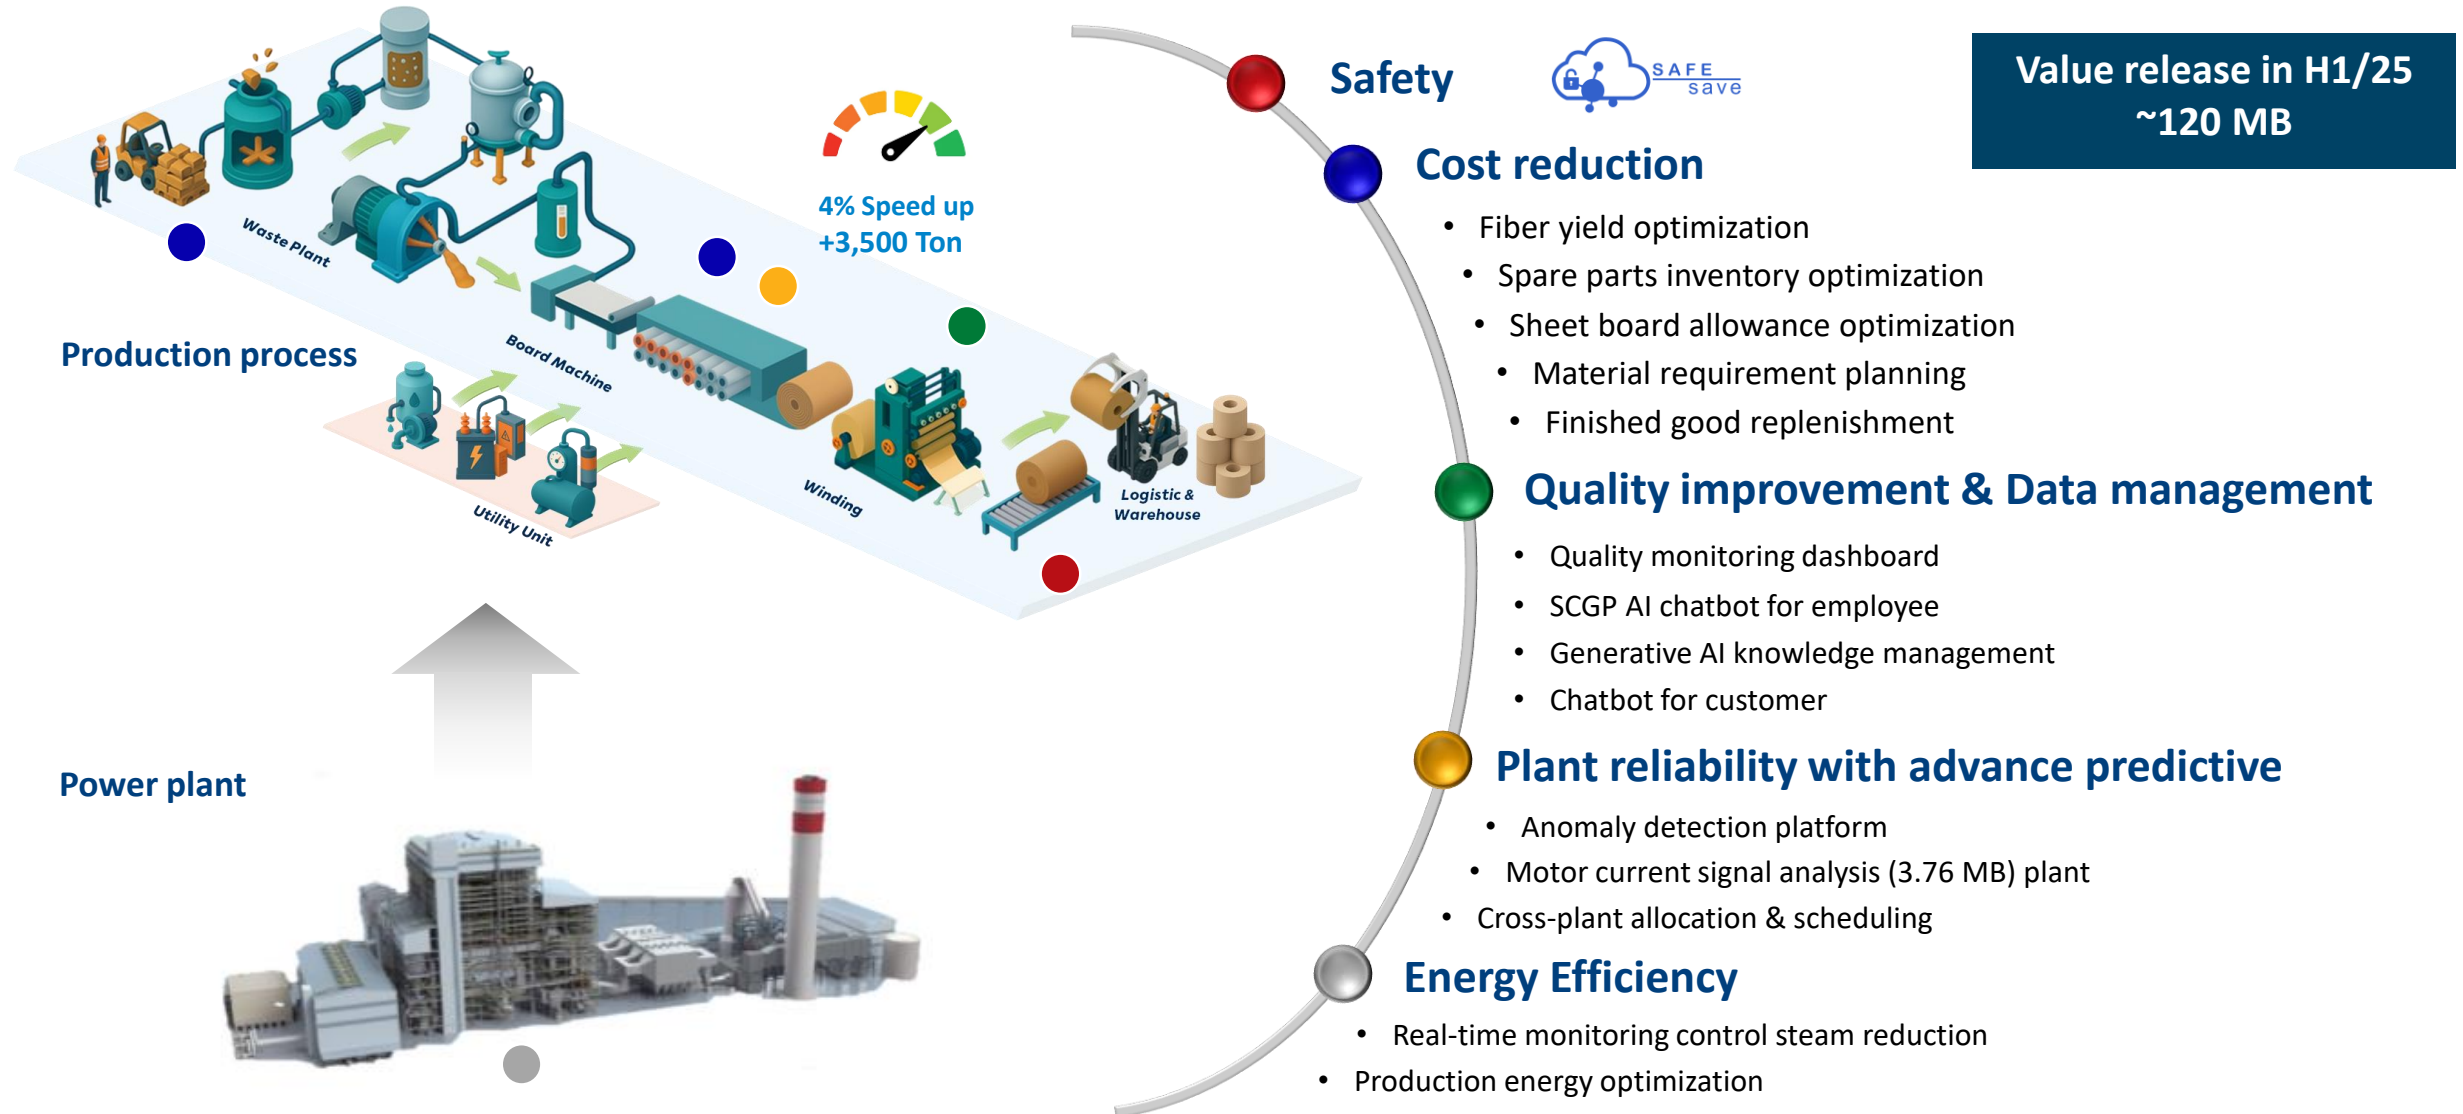 Waste Plant
Board Machine
Utility Unit
Winding
Logistic &
Warehouse
4% Speed up
+3,500 Ton
Production process
Power plant
Safety
SAFE
save
Value release in H1/25
~120 MB
Cost reduction
• Fiber yield optimization
• Spare parts inventory optimization
• Sheet board allowance optimization
• Material requirement planning
• Finished good replenishment
Quality improvement & Data management
• Quality monitoring dashboard
• SCGP AI chatbot for employee
• Generative AI knowledge management
• Chatbot for customer
Plant reliability with advance predictive
• Anomaly detection platform
• Motor current signal analysis (3.76 MB) plant
• Cross-plant allocation & scheduling
Energy Efficiency
• Real-time monitoring control steam reduction
• Production energy optimization